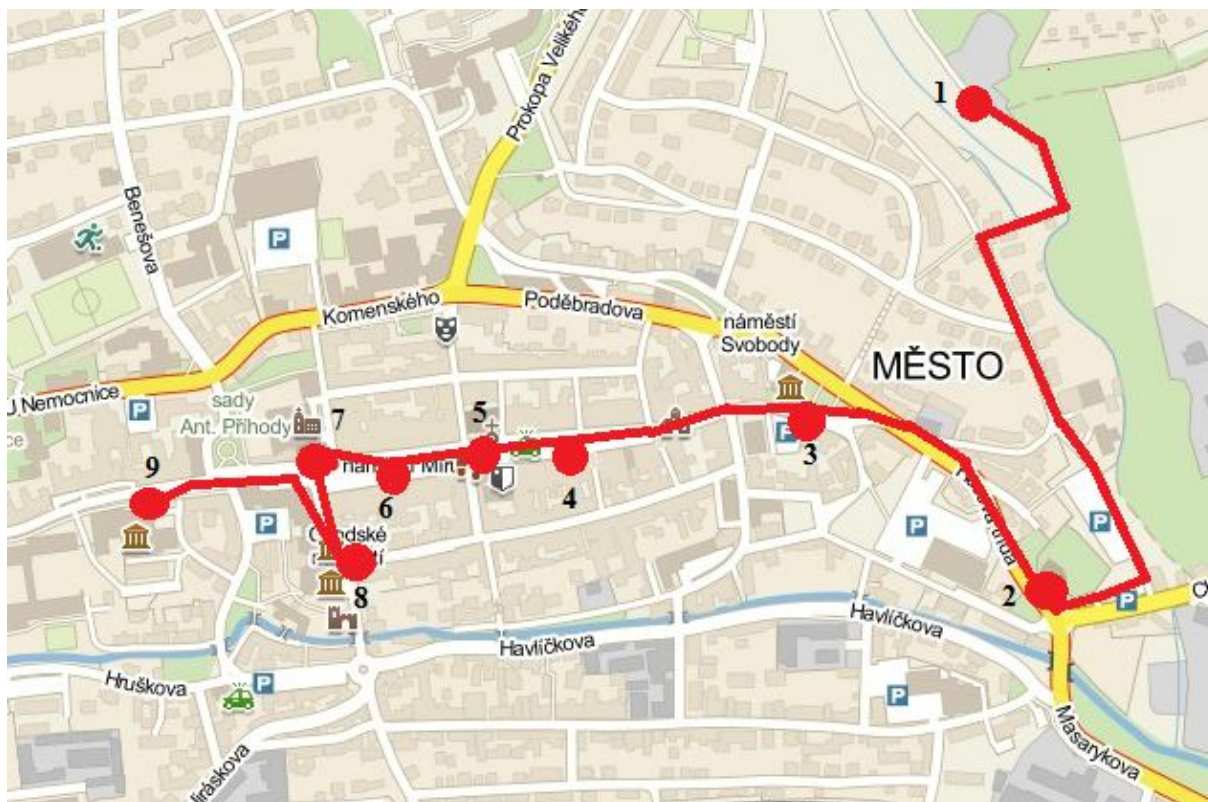 1
Prokopa Velikého
Benešova
P
Komenského
Poděbradova
náměstí
Svobody
MĚSTO
U Nemocnice
P
sady
Ant. Příhody
7
5
P
3
9
6
4
P
P
P
8
2
P
Havlíčkova
Havlíčkova
Hruškova
P
P
Masarykova